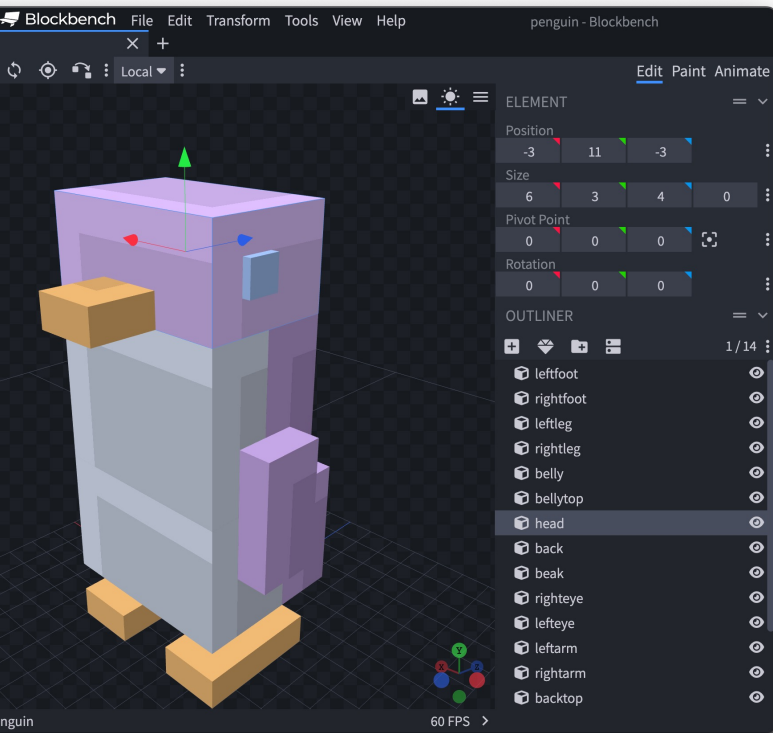 Blockbench File Edit Transform Tools View Help penguin - Blockbench
Local
Edit Paint Animate
ELEMENT
Position
-3 11 -3
Size
6 3 4 0
Pivot Point
0 0 0
Rotation
0 0 0
OUTLINER
1 / 14
leftfoot
rightfoot
leftleg
rightleg
belly
bellytop
head
back
beak
righteye
lefteye
leftarm
rightarm
backtop
Y
X
Z
nguin 60 FPS